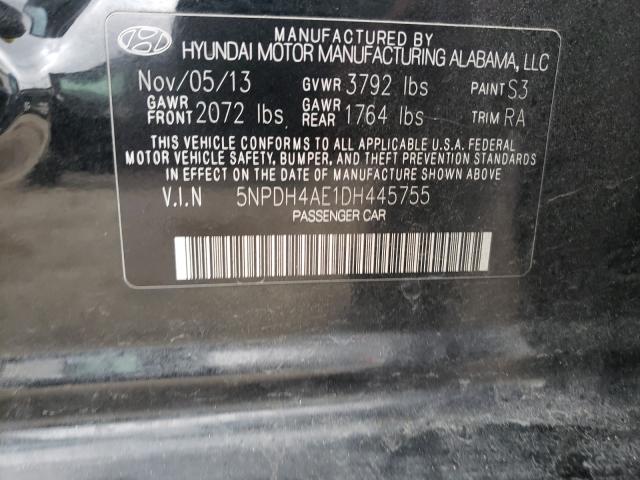 MANUFACTURED BY
HYUNDAI MOTOR MANUFACTURING ALABAMA, LLC
Nov/05/13 GVWR 3792 lbs PAINT S3
GAWR FRONT 2072 lbs GAWR REAR 1764 lbs TRIM RA
THIS VEHICLE CONFORMS TO ALL APPLICABLE U.S.A. FEDERAL
MOTOR VEHICLE SAFETY, BUMPER, AND THEFT PREVENTION
STANDARDS IN EFFECT ON THE DATE OF MANUFACTURE SHOWN ABOVE
V.I.N 5NPDH4AE1DH445755
PASSENGER CAR